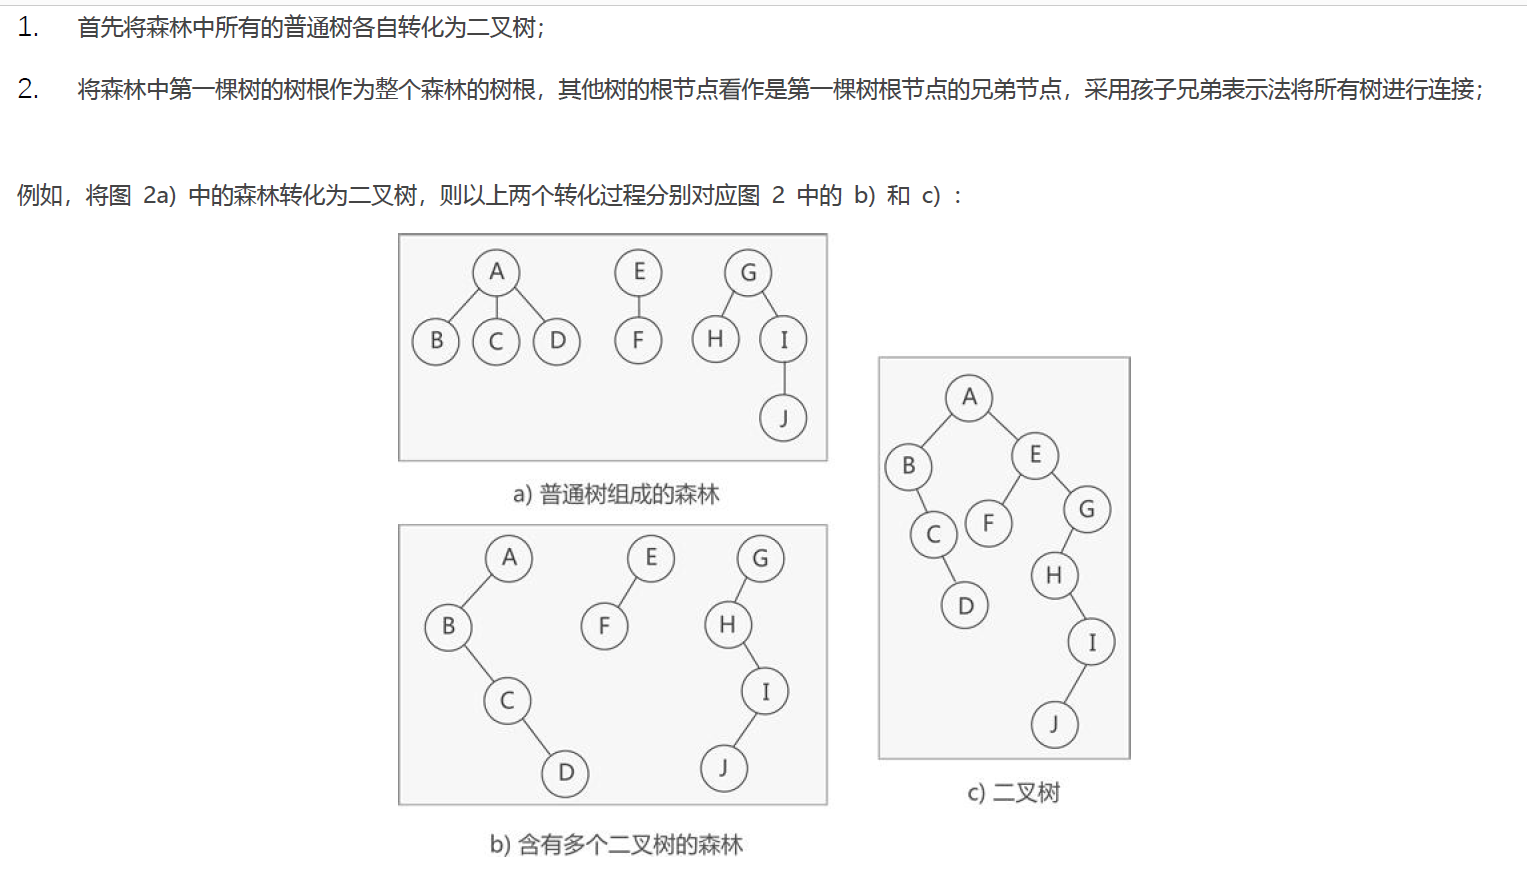 1. 首先将森林中所有的普通树各自转化为二叉树；
2. 将森林中第一棵树的树根作为整个森林的树根，其他树的根节点看作是第一棵树根节点的兄弟节点，采用孩子兄弟表示法将所有树进行连接；
例如，将图 2a) 中的森林转化为二叉树，则以上两个转化过程分别对应图 2 中的 b) 和 c) ：
A E G
B C D F H I
J
a) 普通树组成的森林
A E G
B F H
C I
D J
b) 含有多个二叉树的森林
A
B E
C F G
D H
I
J
c) 二叉树